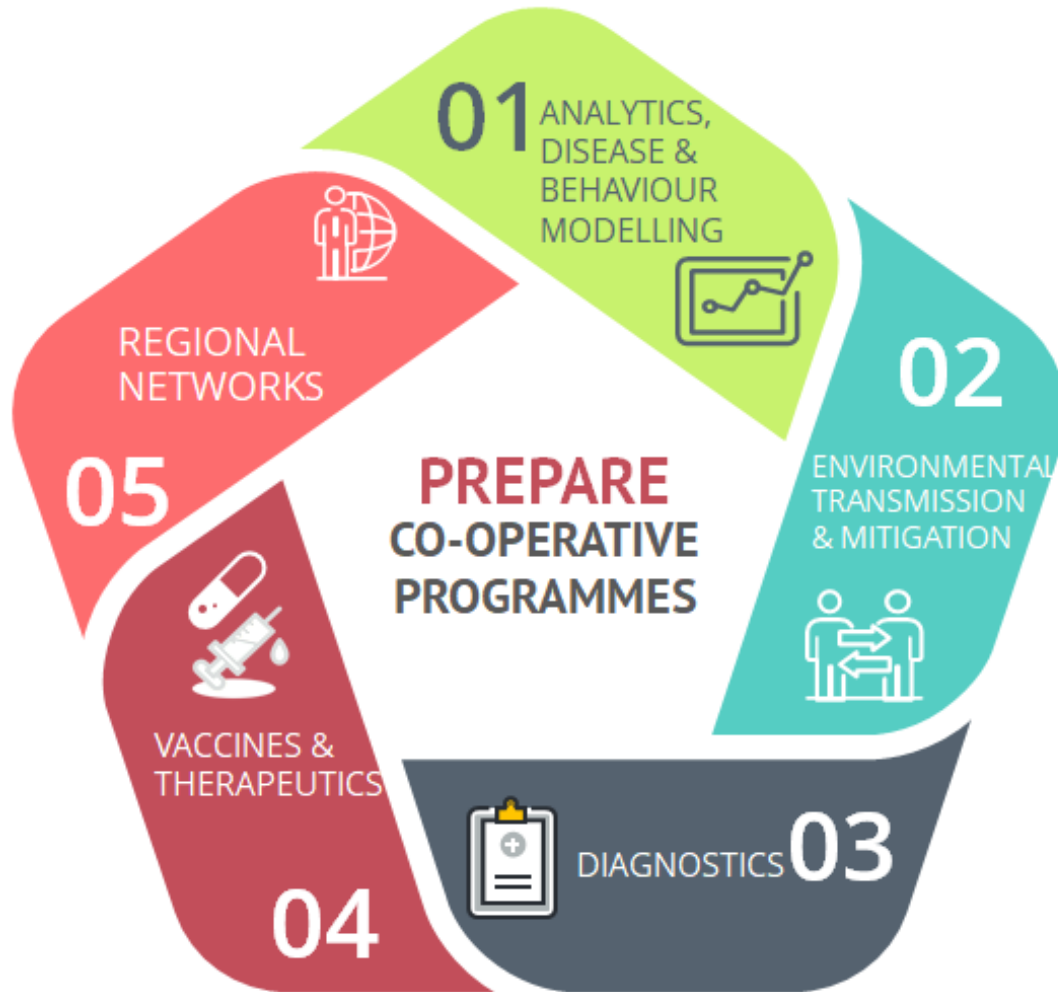 01
ANALYTICS,
DISEASE &
BEHAVIOUR
MODELLING
02
ENVIRONMENTAL
TRANSMISSION
& MITIGATION
DIAGNOSTICS 03
VACCINES &
THERAPEUTICS
04
REGIONAL
NETWORKS
05
PREPARE
CO-OPERATIVE
PROGRAMMES